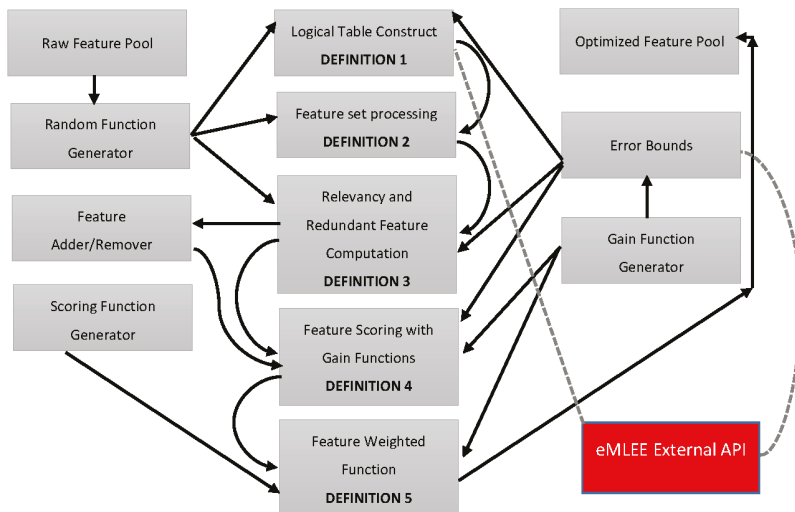 Raw Feature Pool
Random Function
Generator
Feature
Adder/Remover
Scoring Function
Generator
Logical Table Construct
DEFINITION 1
Feature set processing
DEFINITION 2
Relevancy and
Redundant Feature
Computation
DEFINITION 3
Feature Scoring with
Gain Functions
DEFINITION 4
Feature Weighted
Function
DEFINITION 5
Optimized Feature Pool
Error Bounds
Gain Function
Generator
eMLEE External API